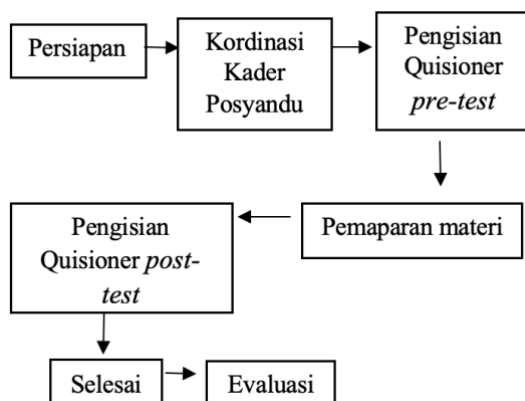 Persiapan
Kordinasi
Kader
Posyandu
Pengisian
Quisioner
pre-test
Pemaparan materi
Pengisian
Quisioner post-
test
Selesai
Evaluasi